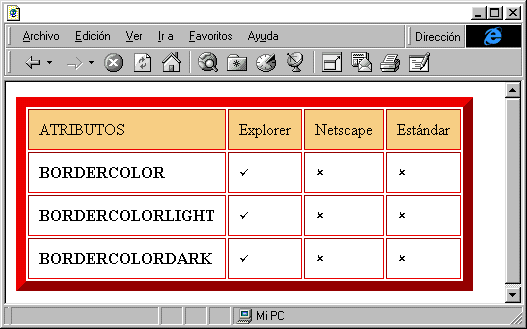 Archivo Edición Ver Ir a Favoritos Ayuda Dirección
ATRIBUTOS Explorer Netscape Estándar
BORDERCOLOR ✓ × ×
BORDERCOLORLIGHT ✓ × ×
BORDERCOLORDARK ✓ × ×
Mi PC